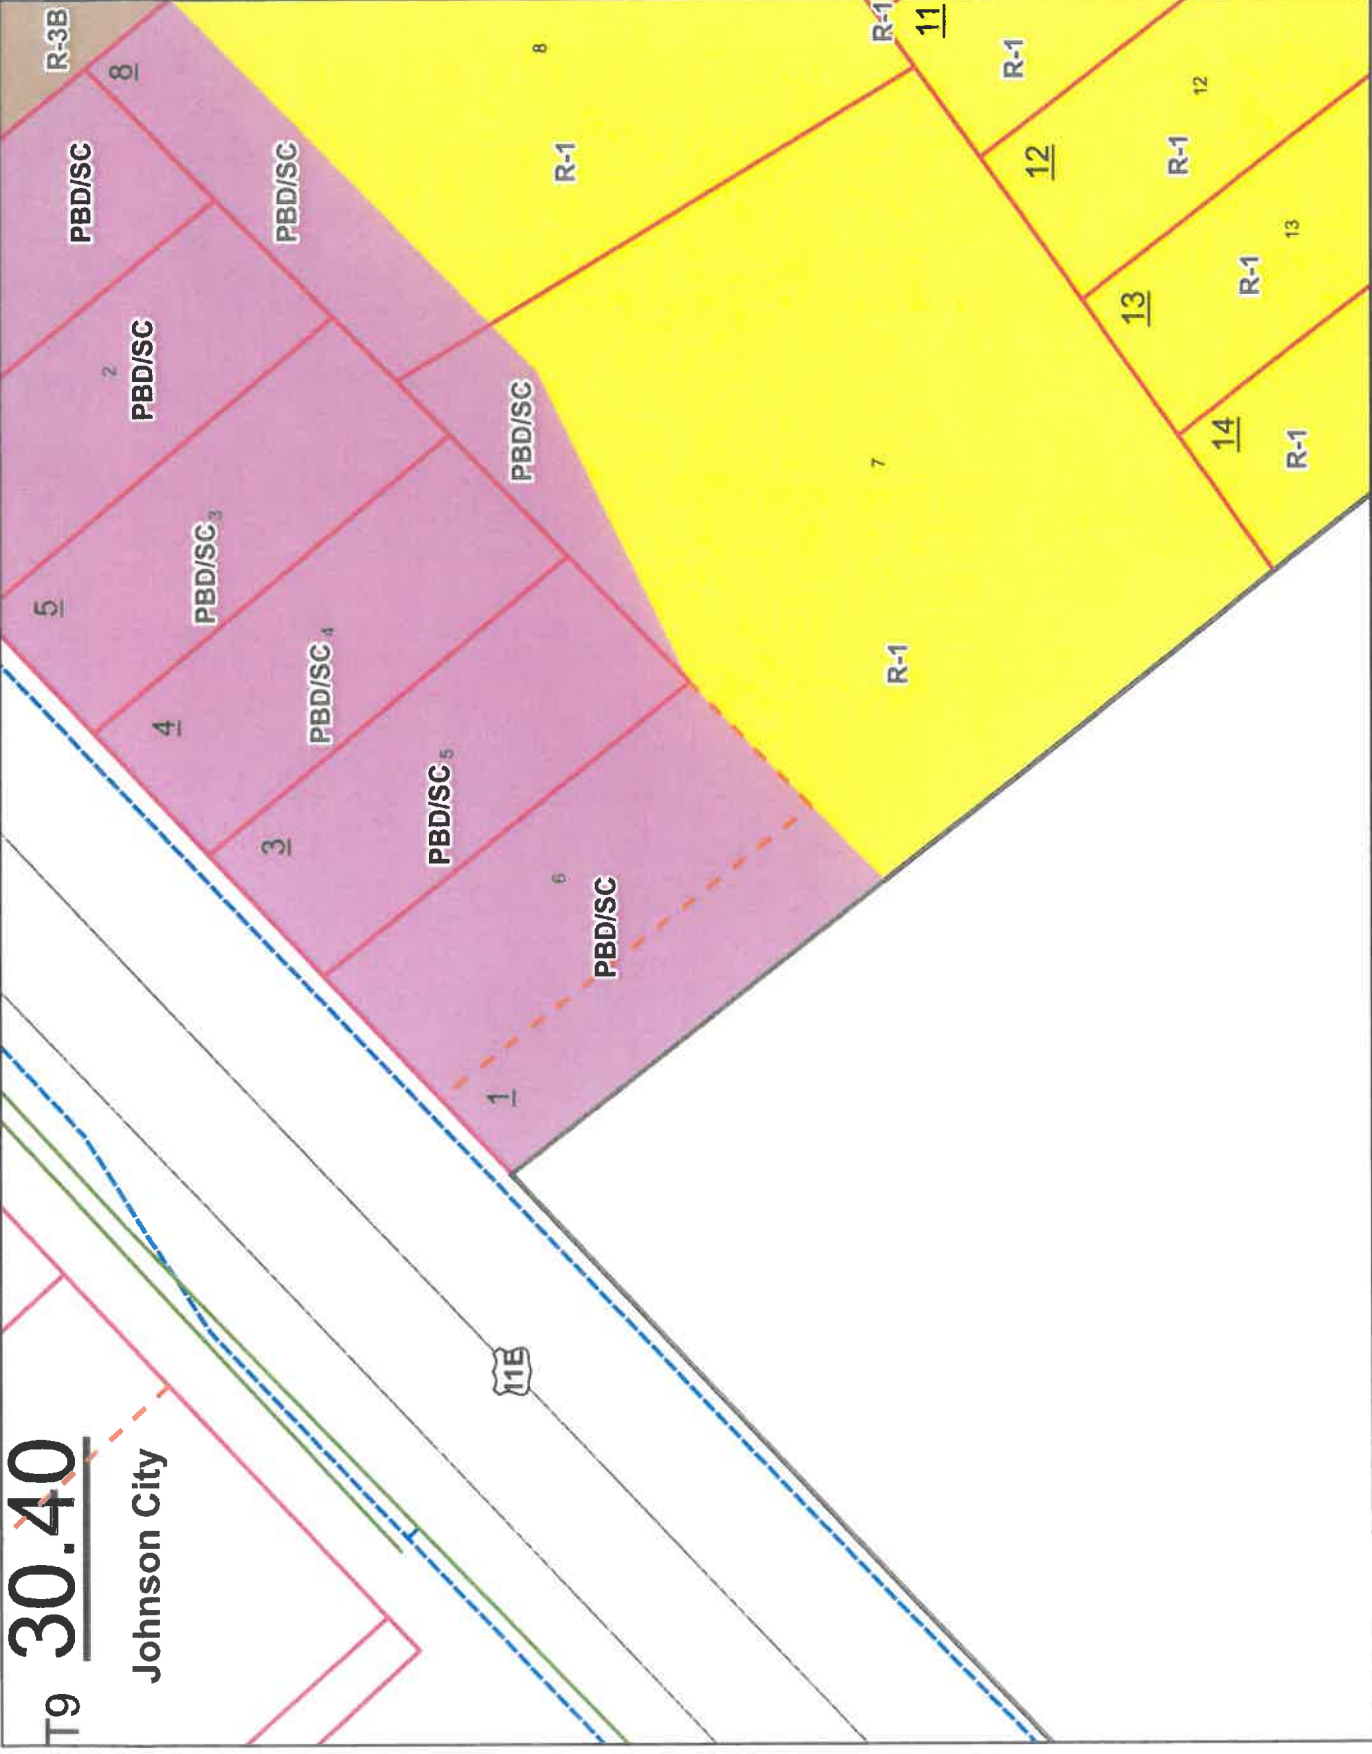 T9 30.40
Johnson City
5
R-3B
PBD/SC
8
2
PBD/SC
4
PBD/SC 3
3
PBD/SC
PBD/SC 4
PBD/SC 5
1
11E
PBD/SC
8
6
R-1
PBD/SC
7
R-1
R-1
11
R-1
12
13
R-1
12
14
R-1
13
R-1